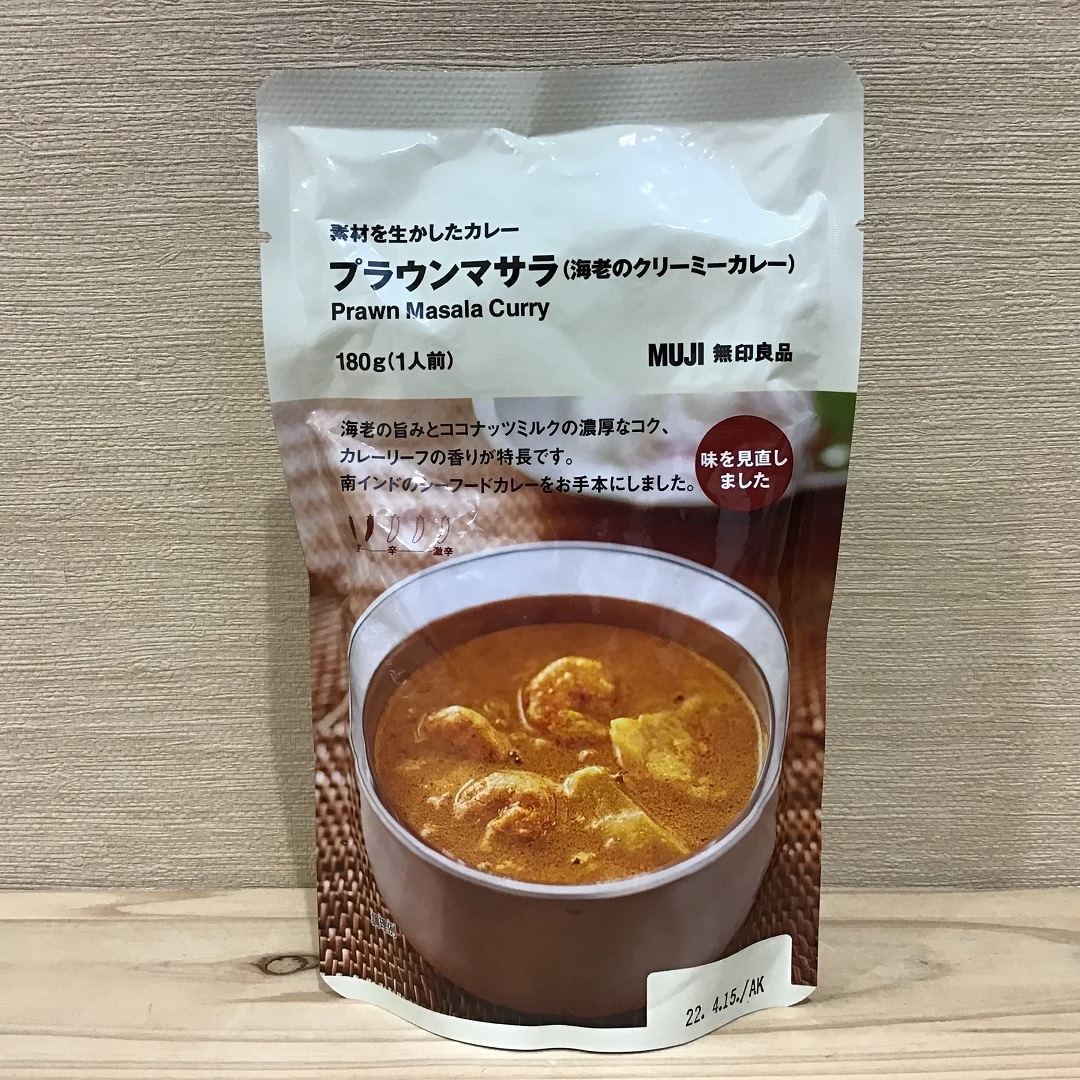 素材を生かしたカレー
プラウンマサラ(海老のクリーミーカレー)
Prawn Masala Curry
180g(1人前)
MUJI 無印良品
海老の旨みとココナッツミルクの濃厚なコク、
カレーリーフの香りが特長です。
南インドのシーフードカレーをお手本にしました。
味を見直し
ました
辛 激辛
調理例
22. 4.15./AK